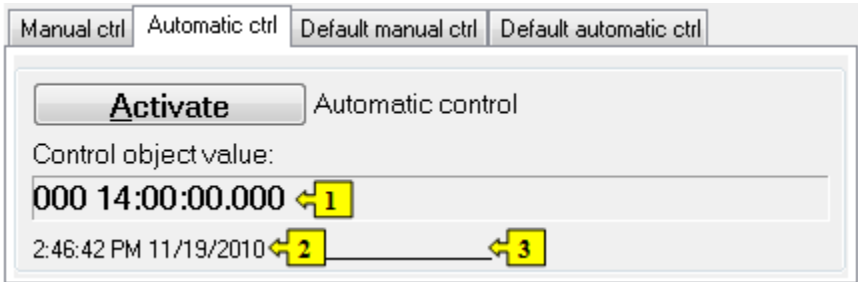 Manual ctrl Automatic ctrl Default manual ctrl Default automatic ctrl
Activate Automatic control
Control object value:
000 14:00:00.000 1
2:46:42 PM 11/19/2010 2 3